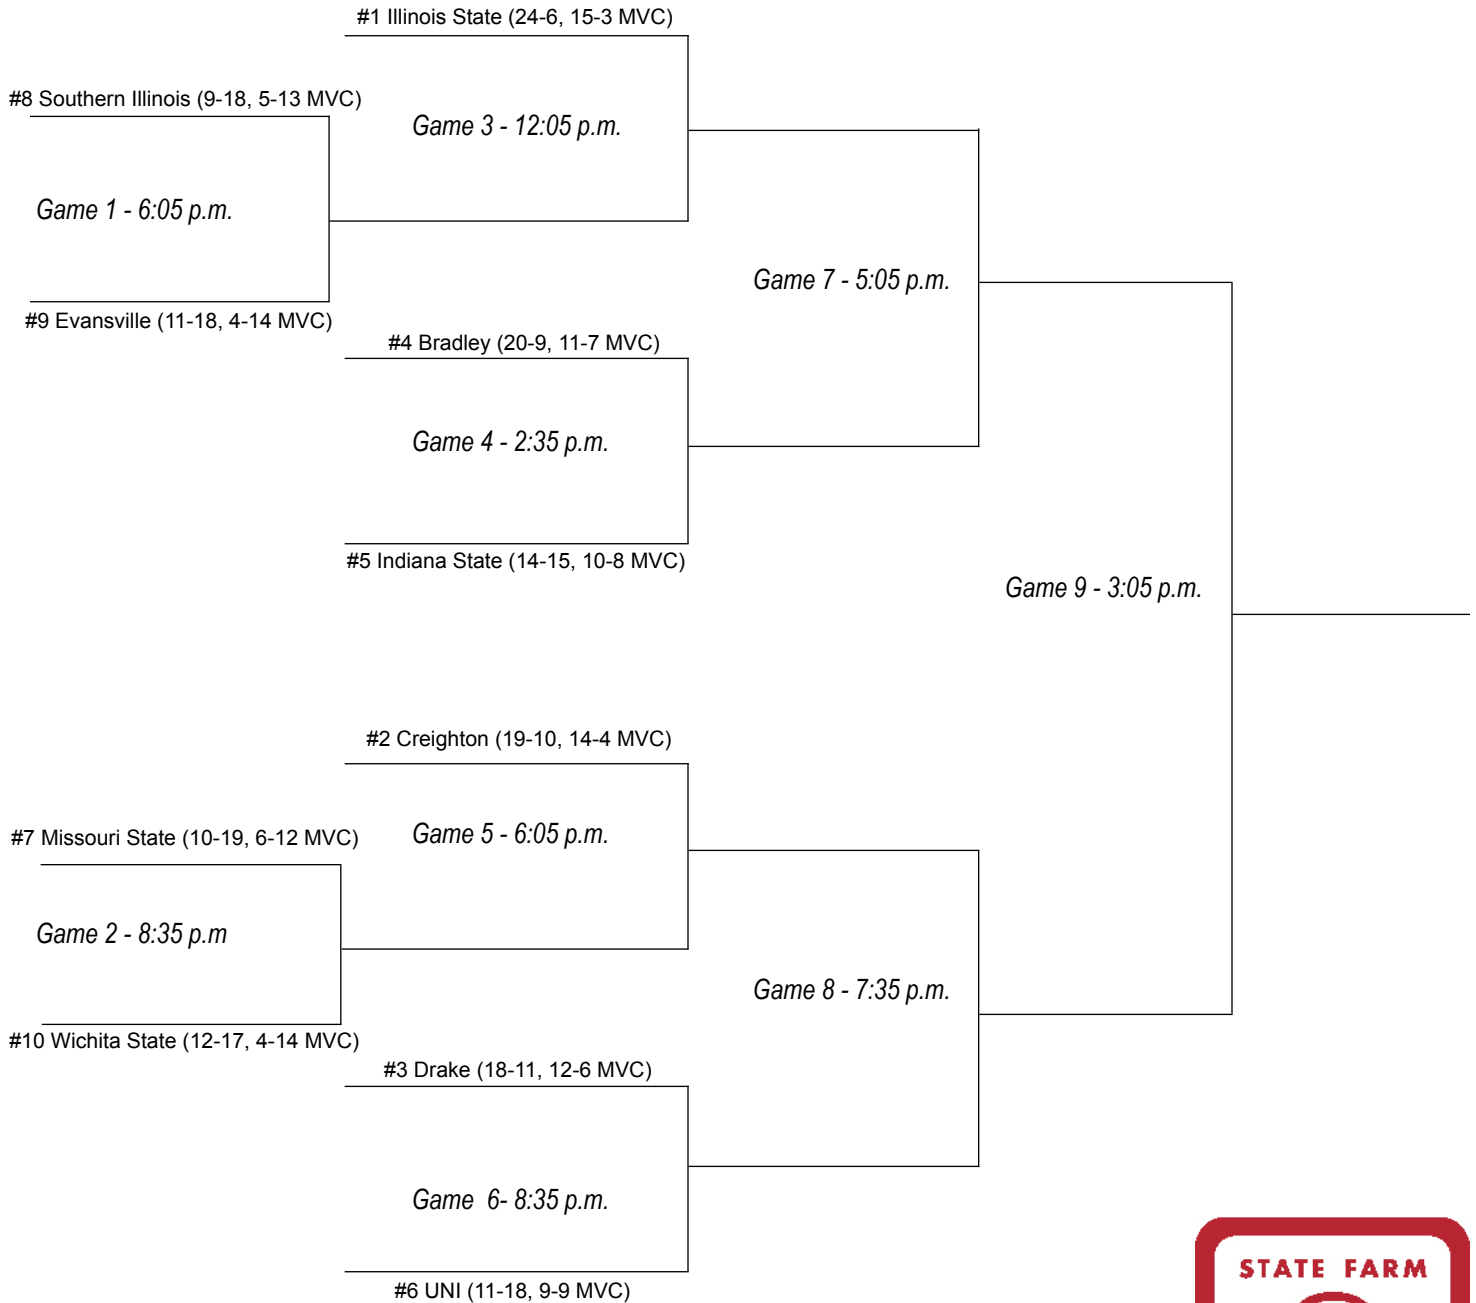 #1 Illinois State (24-6, 15-3 MVC)
#8 Southern Illinois (9-18, 5-13 MVC)
Game 3 - 12:05 p.m.
Game 1 - 6:05 p.m.
Game 7 - 5:05 p.m.
#9 Evansville (11-18, 4-14 MVC)
#4 Bradley (20-9, 11-7 MVC)
Game 4 - 2:35 p.m.
#5 Indiana State (14-15, 10-8 MVC)
Game 9 - 3:05 p.m.
#2 Creighton (19-10, 14-4 MVC)
#7 Missouri State (10-19, 6-12 MVC)
Game 5 - 6:05 p.m.
Game 2 - 8:35 p.m
Game 8 - 7:35 p.m.
#10 Wichita State (12-17, 4-14 MVC)
#3 Drake (18-11, 12-6 MVC)
Game  6- 8:35 p.m.
STATE FARM
#6 UNI (11-18, 9-9 MVC)